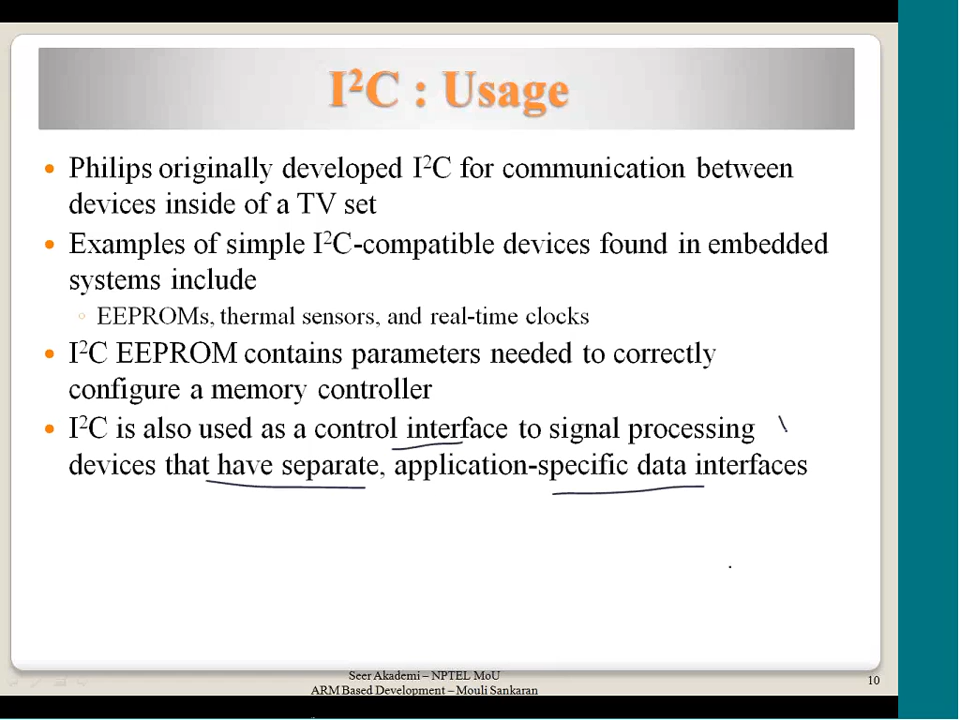 I²C : Usage
• Philips originally developed I²C for communication between
devices inside of a TV set
• Examples of simple I²C-compatible devices found in embedded
systems include
◦ EEPROMs, thermal sensors, and real-time clocks
• I²C EEPROM contains parameters needed to correctly
configure a memory controller
• I²C is also used as a control interface to signal processing
devices that have separate, application-specific data interfaces
Seer Akademi – NPTEL MoU
ARM Based Development – Mouli Sankaran
10